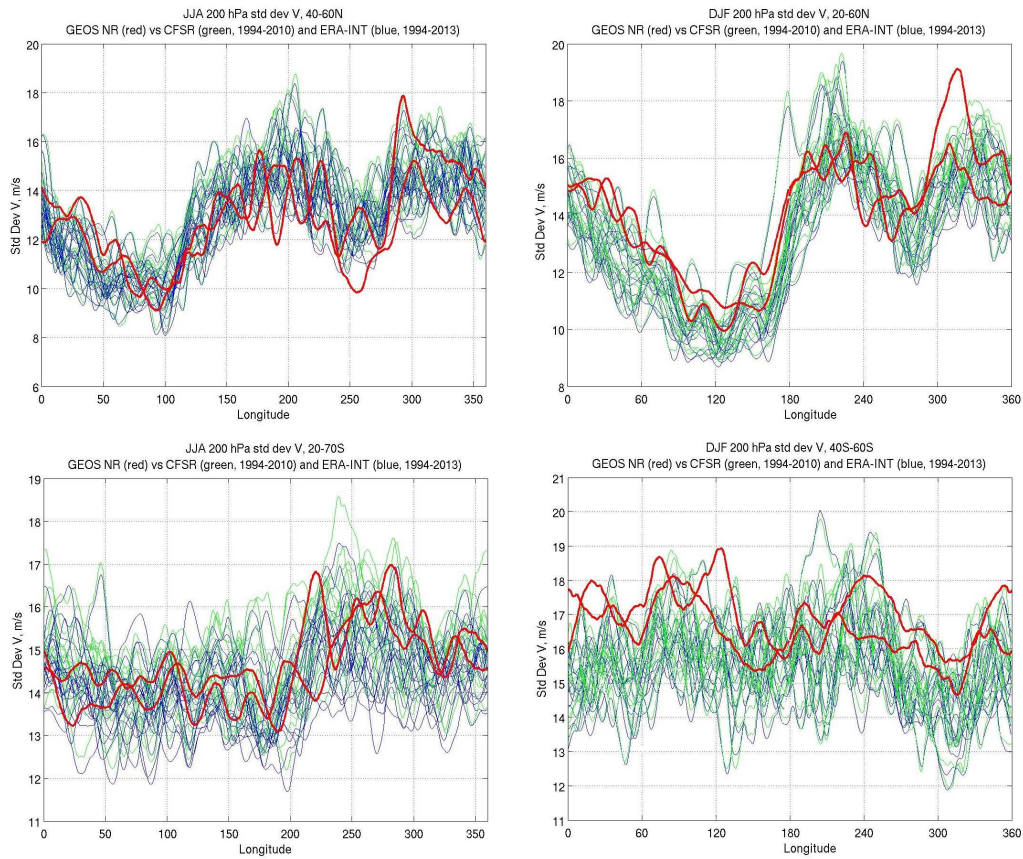 JJA 200 hPa std dev V, 40-60N
GEOS NR (red) vs CFSR (green, 1994-2010) and ERA-INT (blue, 1994-2013)
Std Dev V, m/s
20
18
16
14
12
10
8
6
0 50 100 150 200 250 300 350
Longitude
DJF 200 hPa std dev V, 20-60N
GEOS NR (red) vs CFSR (green, 1994-2010) and ERA-INT (blue, 1994-2013)
Std Dev V, m/s
20
18
16
14
12
10
8
0 60 120 180 240 300 360
Longitude
JJA 200 hPa std dev V, 20-70S
GEOS NR (red) vs CFSR (green, 1994-2010) and ERA-INT (blue, 1994-2013)
Std Dev V, m/s
19
18
17
16
15
14
13
12
11
0 50 100 150 200 250 300 350
Longitude
DJF 200 hPa std dev V, 40S-60S
GEOS NR (red) vs CFSR (green, 1994-2010) and ERA-INT (blue, 1994-2013)
Std Dev V, m/s
21
20
19
18
17
16
15
14
13
12
11
0 60 120 180 240 300 360
Longitude